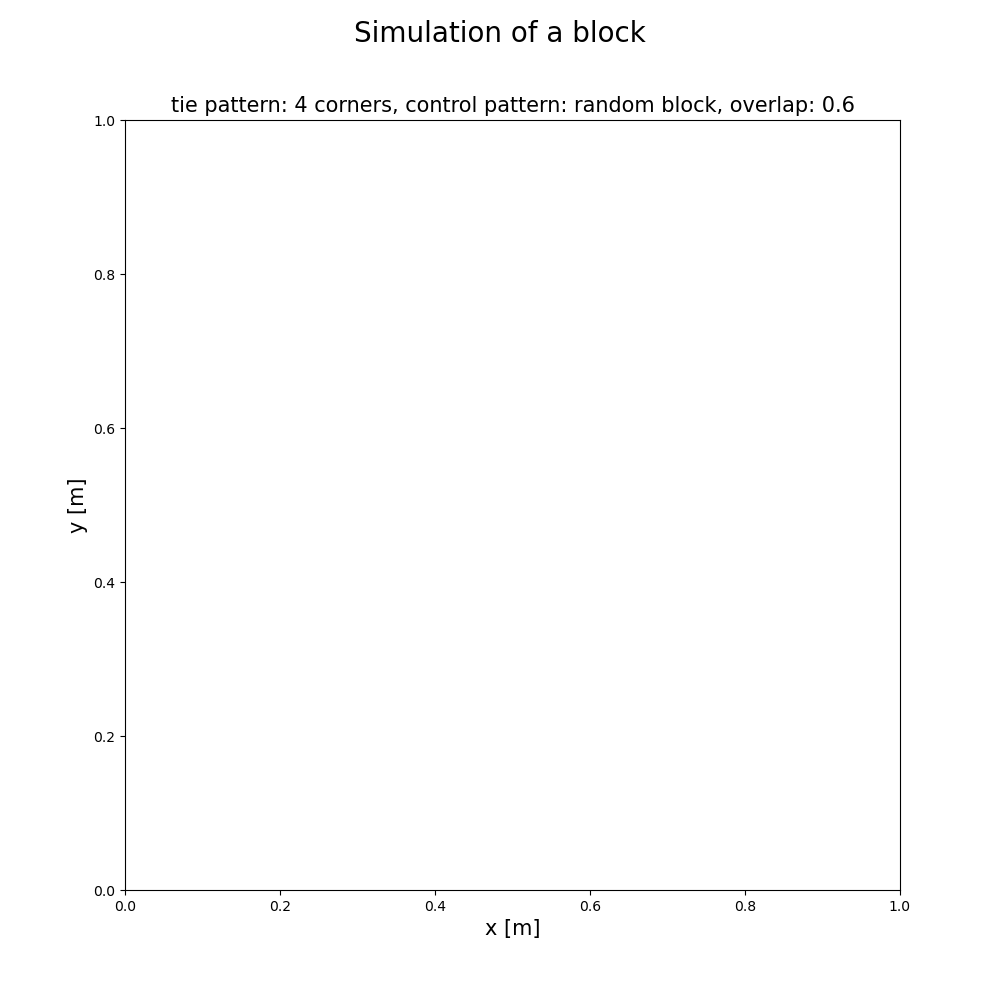 Simulation of a block
tie pattern: 4 corners, control pattern: random block, overlap: 0.6
1.0
0.8
0.6
0.4
0.2
0.0
y [m]
0.0 0.2 0.4 0.6 0.8 1.0
x [m]